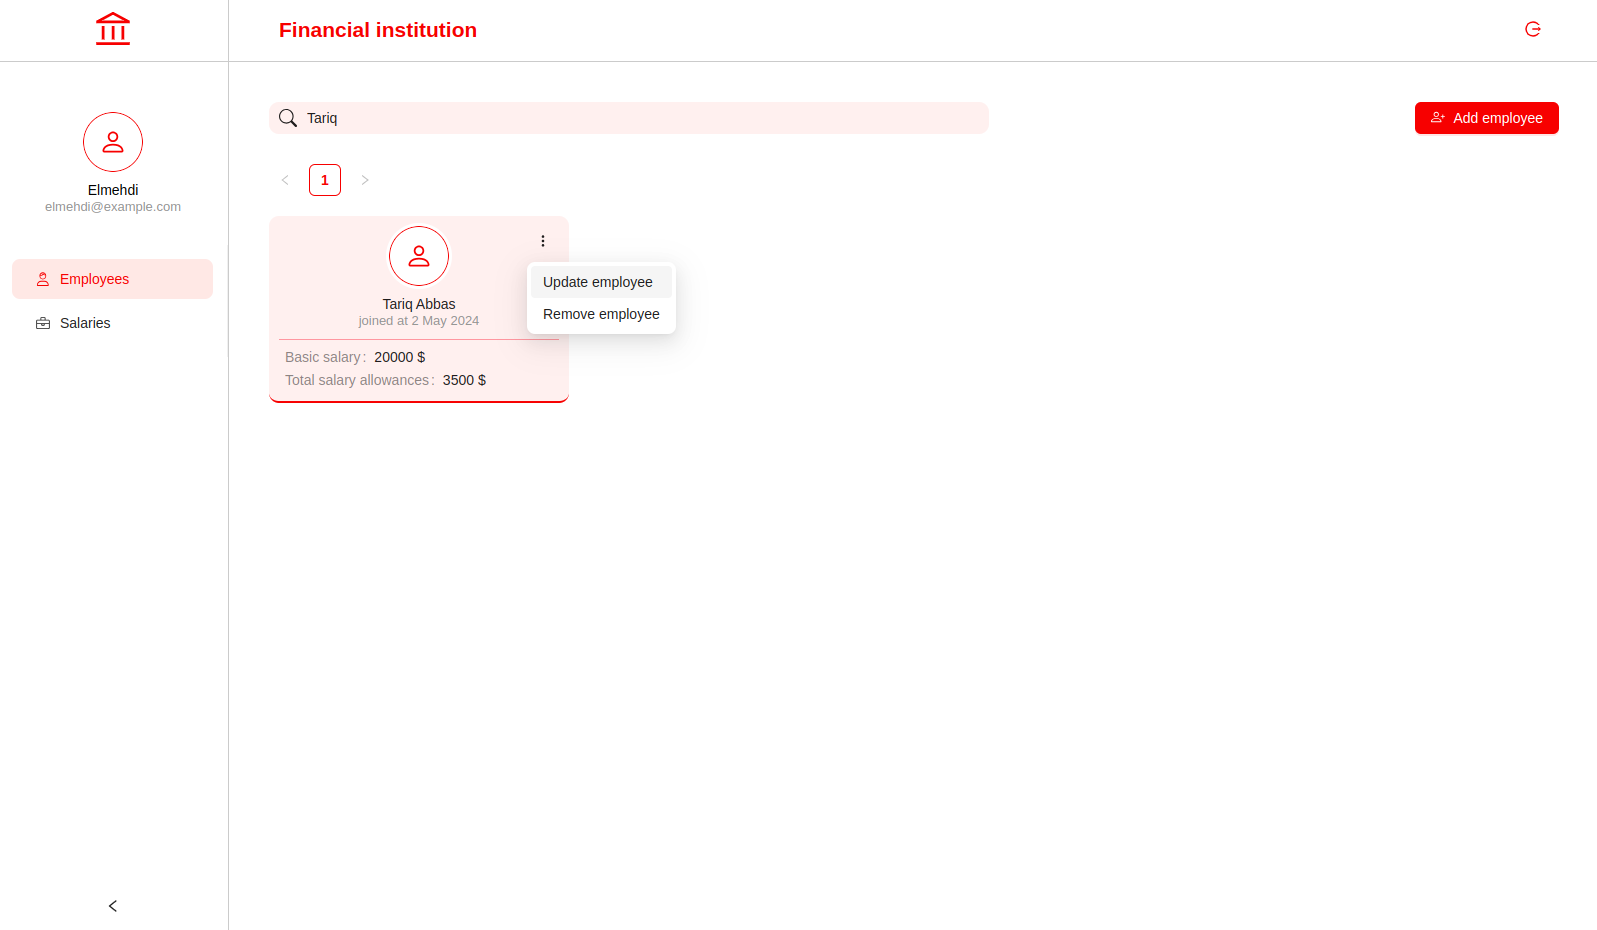 Financial institution
Elmehdi
elmehdi@example.com
Employees
Salaries
Tariq
Add employee
1
Tariq Abbas
joined at 2 May 2024
Basic salary : 20000 $
Total salary allowances : 3500 $
Update employee
Remove employee